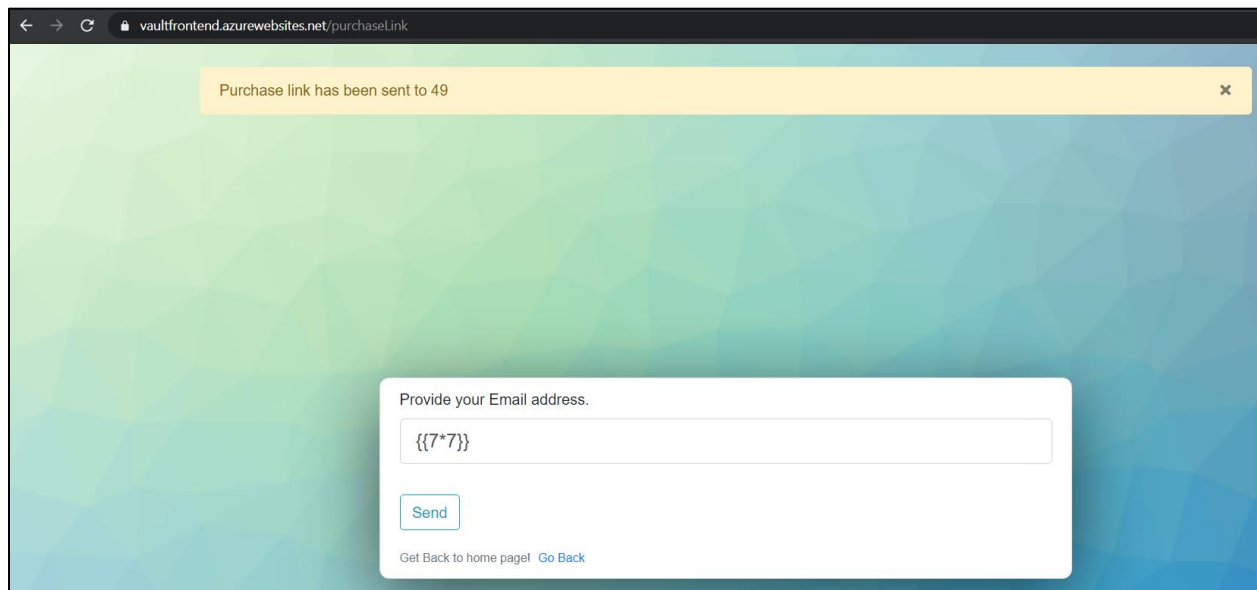 vaultfrontend.azurewebsites.net/purchaseLink
Purchase link has been sent to 49
Provide your Email address.
{{7*7}}
Send
Get Back to home page! Go Back